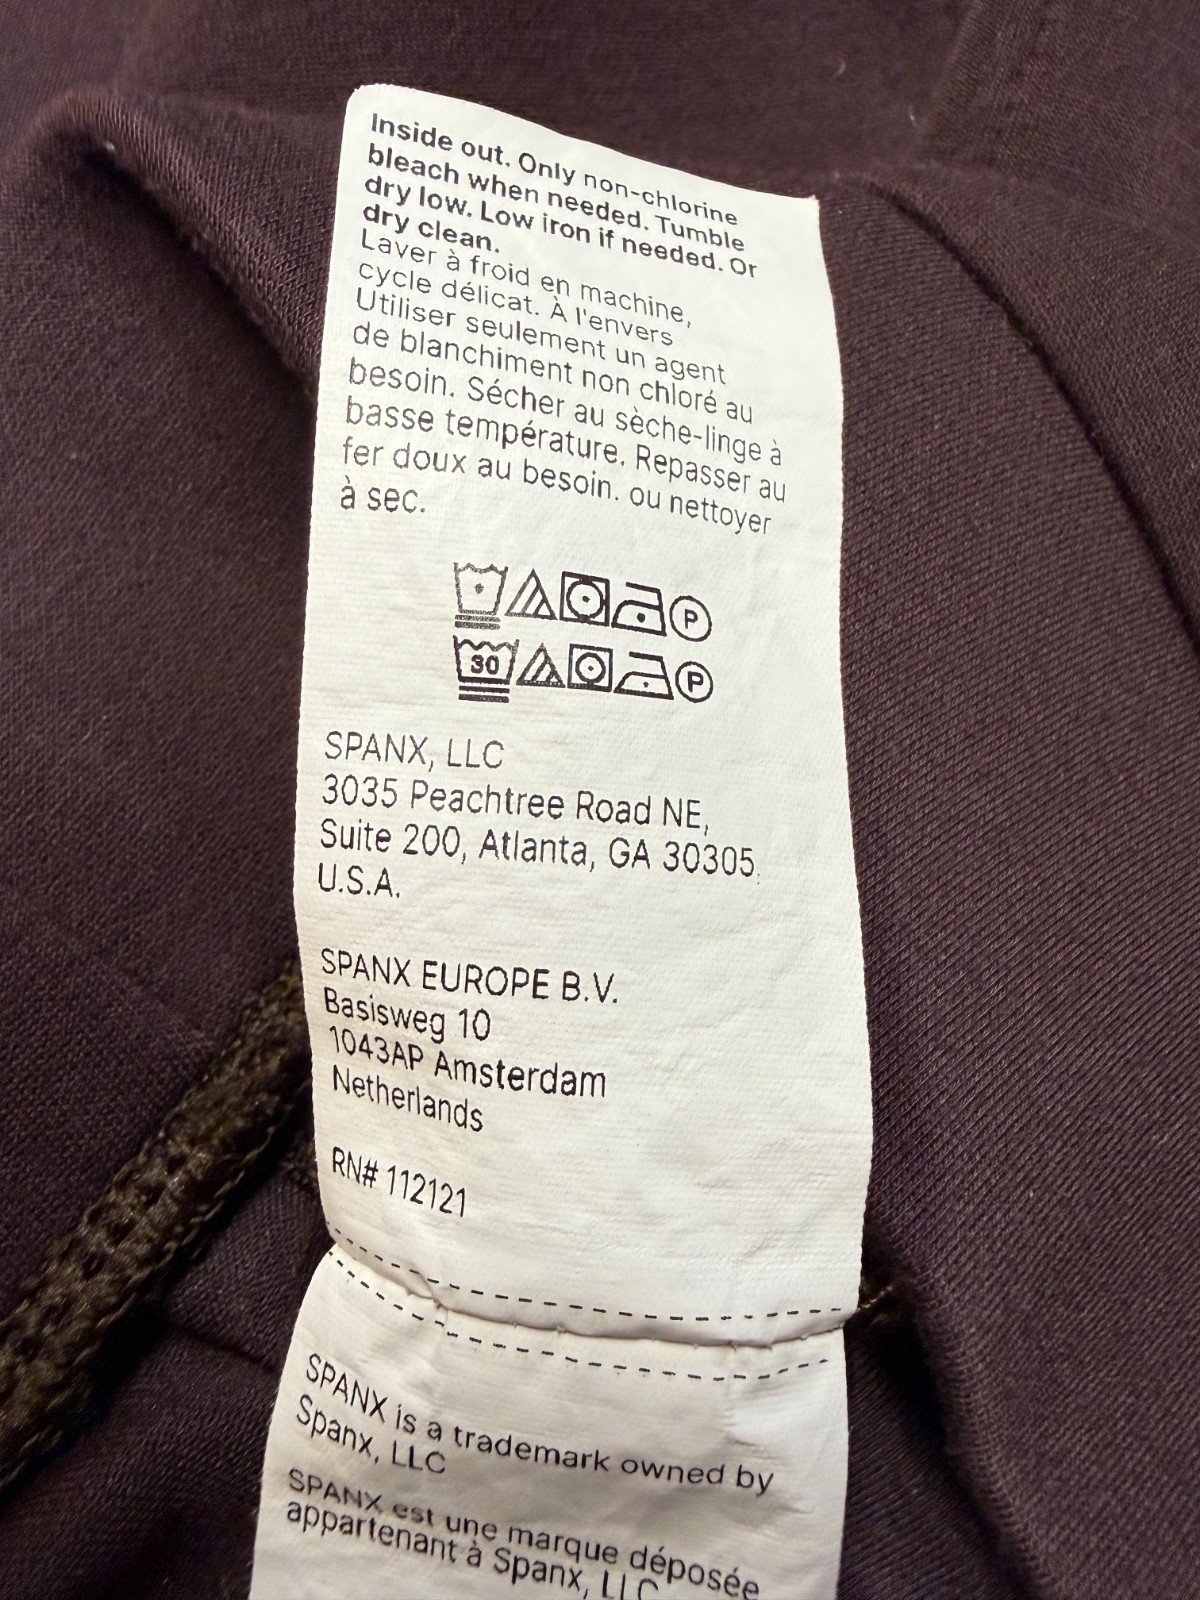 Inside out. Only non-chlorine
bleach when needed. Tumble
dry low. Low iron if needed. Or
dry clean.
Laver à froid en machine,
cycle délicat. À l'envers
Utiliser seulement un agent
de blanchiment non chloré au
besoin. Sécher au sèche-linge à
basse température. Repasser au
fer doux au besoin. ou nettoyer
à sec.
P
30 P
SPANX, LLC
3035 Peachtree Road NE,
Suite 200, Atlanta, GA 30305.
U.S.A.
SPANX EUROPE B.V.
Basisweg 10
1043AP Amsterdam
Netherlands
RN# 112121
SPANX is a trademark owned by
Spanx, LLC
SPANX est une marque déposée
appartenant à Spanx, LLC